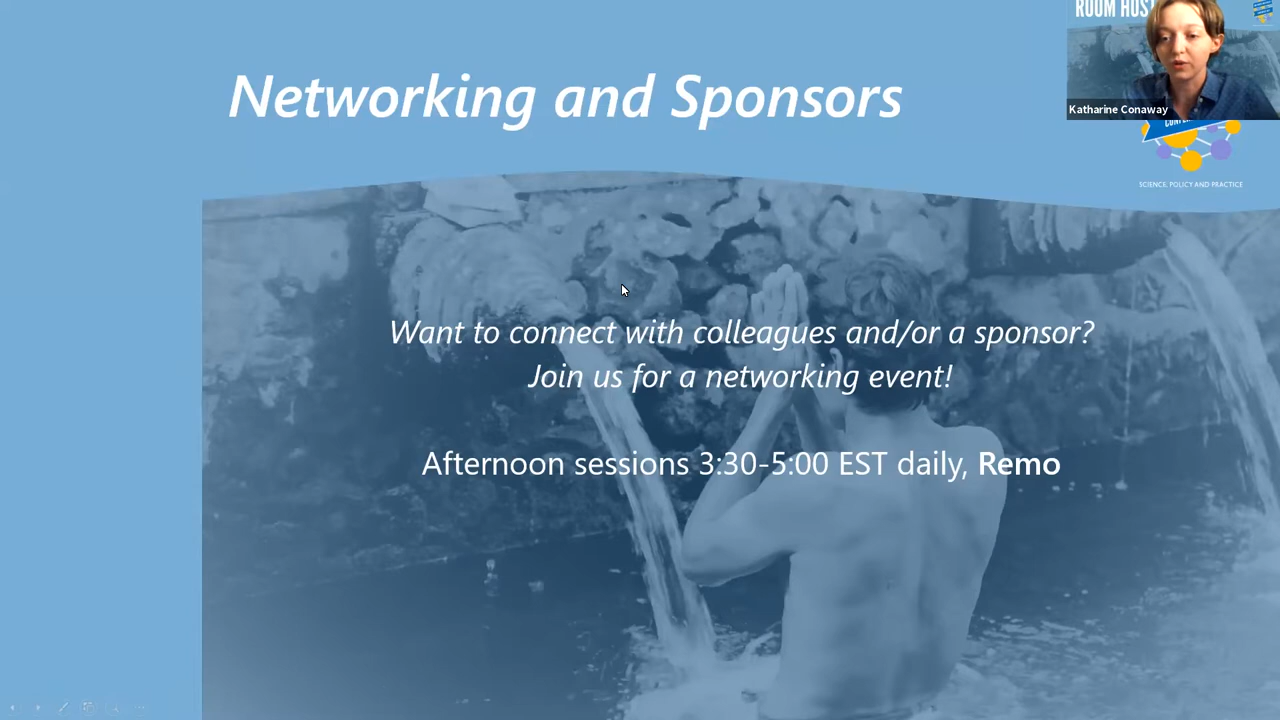 Networking and Sponsors
ROOM HOS
Katharine Conaway
SCIENCE, POLICY AND PRACTICE
Want to connect with colleagues and/or a sponsor?
Join us for a networking event!
Afternoon sessions 3:30-5:00 EST daily, Remo